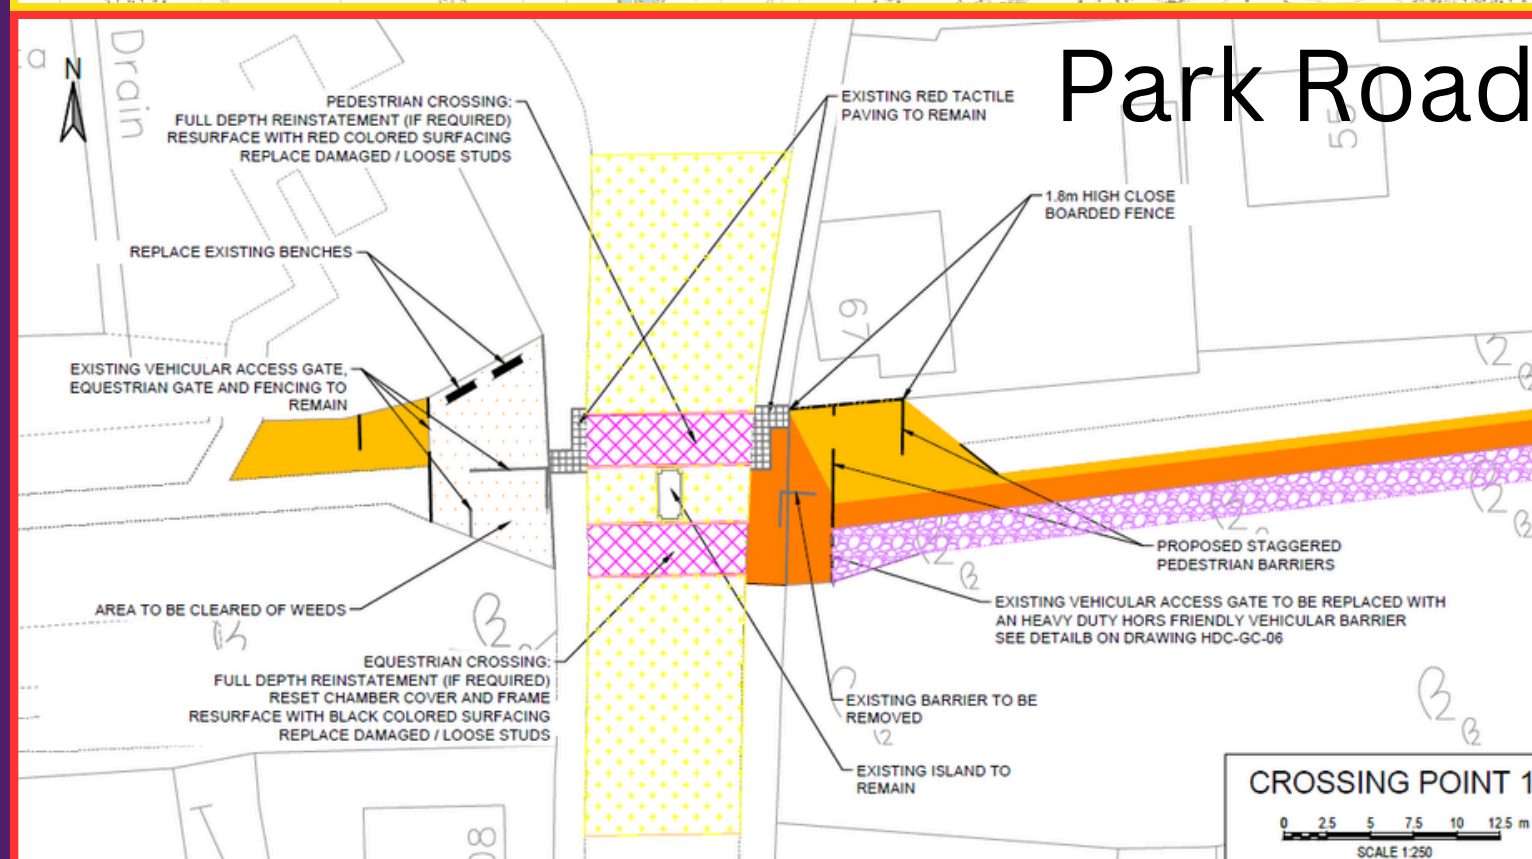 Park Road
N
Drain
PEDESTRIAN CROSSING:
FULL DEPTH REINSTATEMENT (IF REQUIRED)
RESURFACE WITH RED COLORED SURFACING
REPLACE DAMAGED / LOOSE STUDS
EXISTING RED TACTILE
PAVING TO REMAIN
55
1.8m HIGH CLOSE
BOARDED FENCE
REPLACE EXISTING BENCHES
67
EXISTING VEHICULAR ACCESS GATE,
EQUESTRIAN GATE AND FENCING TO
REMAIN
PROPOSED STAGGERED
PEDESTRIAN BARRIERS
AREA TO BE CLEARED OF WEEDS
EXISTING VEHICULAR ACCESS GATE TO BE REPLACED WITH
AN HEAVY DUTY HORS FRIENDLY VEHICULAR BARRIER
SEE DETAILB ON DRAWING HDC-GC-06
EQUESTRIAN CROSSING:
FULL DEPTH REINSTATEMENT (IF REQUIRED)
RESET CHAMBER COVER AND FRAME
RESURFACE WITH BLACK COLORED SURFACING
REPLACE DAMAGED / LOOSE STUDS
EXISTING BARRIER TO BE
REMOVED
EXISTING ISLAND TO
REMAIN
CROSSING POINT 1
0 2.5 5 7.5 10 12.5 m
SCALE 1:250